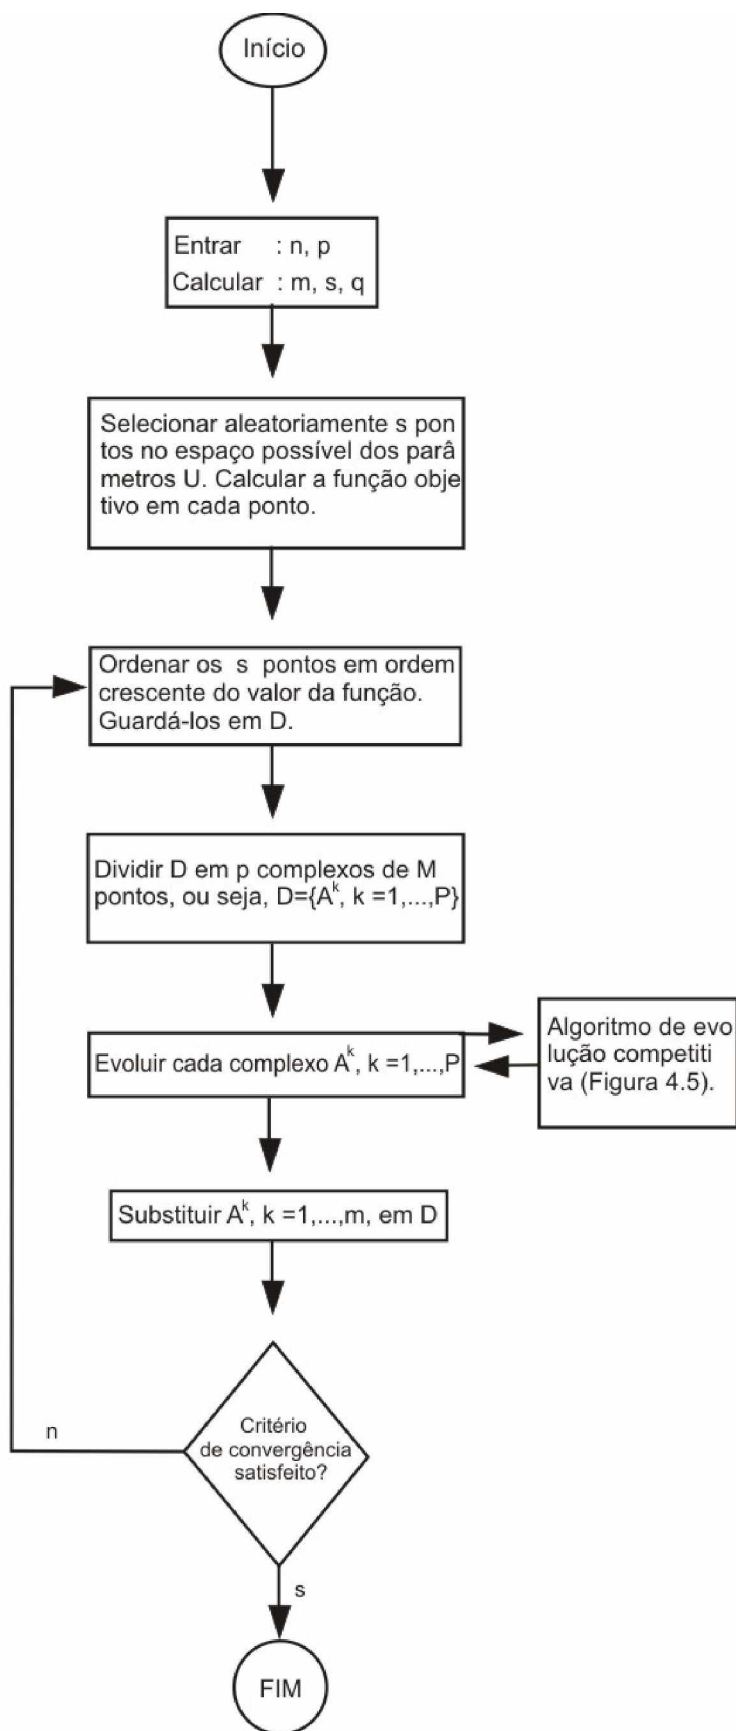 Início
Entrar : n, p
Calcular : m, s, q
Selecionar aleatoriamente s pon
tos no espaço possível dos parâ
metros U. Calcular a função obje
tivo em cada ponto.
Ordenar os s pontos em ordem
crescente do valor da função.
Guardá-los em D.
Dividir D em p complexos de M
pontos, ou seja, D={A^k, k =1,...,P}
Evoluir cada complexo A^k, k =1,...,P
Algoritmo de evo
lução competiti
va (Figura 4.5).
Substituir A^k, k =1,...,m, em D
Critério
de convergência
satisfeito?
n
s
FIM